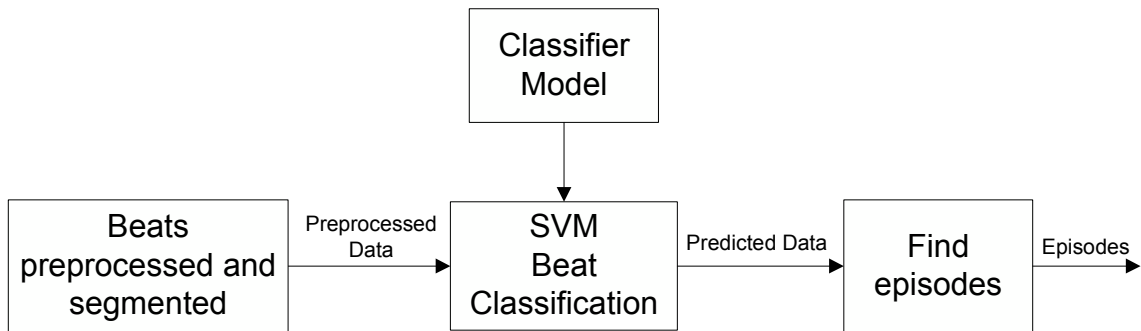 Classifier
Model
Beats
preprocessed and
segmented
Preprocessed
Data
SVM
Beat
Classification
Predicted Data
Find
episodes
Episodes